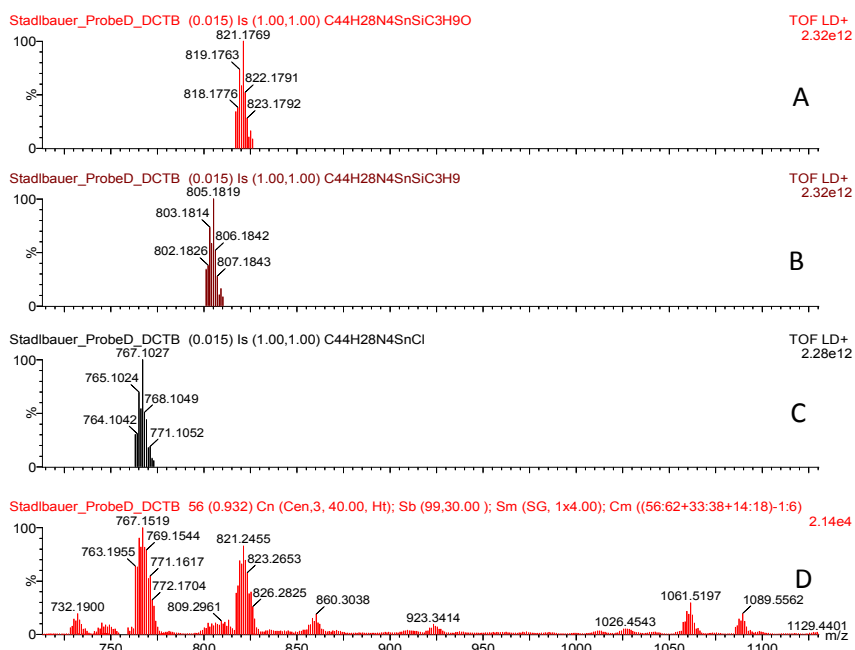 Stadlbauer_ProbeD_DCTB (0.015) Is (1.00,1.00) C44H28N4SnSiC3H9O TOF LD+
821.1769 2.32e12
100
819.1763
822.1791
818.1776 823.1792
%
A
0
Stadlbauer_ProbeD_DCTB (0.015) Is (1.00,1.00) C44H28N4SnSiC3H9 TOF LD+
805.1819 2.32e12
100
803.1814
806.1842
802.1826 807.1843
%
B
0
Stadlbauer_ProbeD_DCTB (0.015) Is (1.00,1.00) C44H28N4SnCl TOF LD+
767.1027 2.28e12
100
765.1024
764.1042 768.1049
771.1052
%
C
0
Stadlbauer_ProbeD_DCTB 56 (0.932) Cn (Cen,3, 40.00, Ht); Sb (99,30.00 ); Sm (SG, 1x4.00); Cm ((56:62+33:38+14:18)-1:6)
2.14e4
100
767.1519 821.2455
763.1955 769.1544 823.2653
771.1617
772.1704 826.2825
732.1900 809.2961 860.3038 923.3414 1026.4543 1061.5197 1089.5562 1129.4401
%
D
0
m/z
750 800 850 900 950 1000 1050 1100